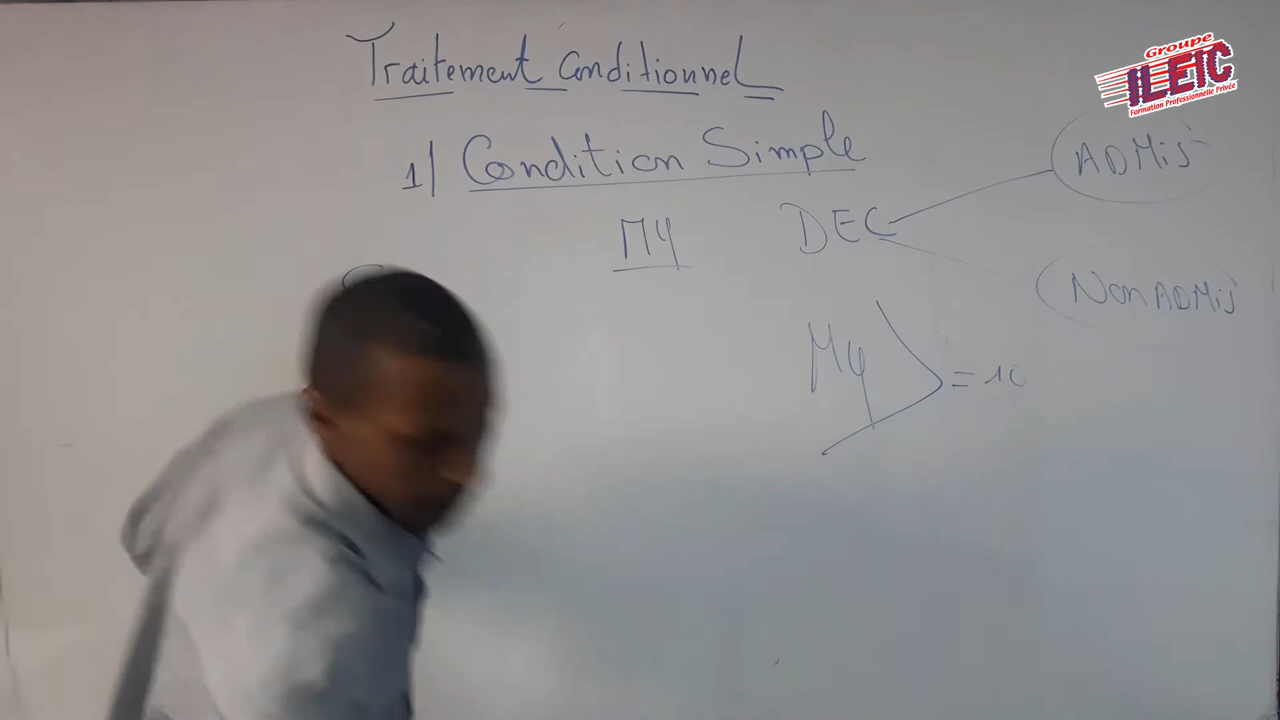 Traitement Conditionnel
Groupe
ILEIC
Formation Professionnelle Privée
1/ Condition Simple
ADMis
MY DEC
Non ADMis
MY >= 10